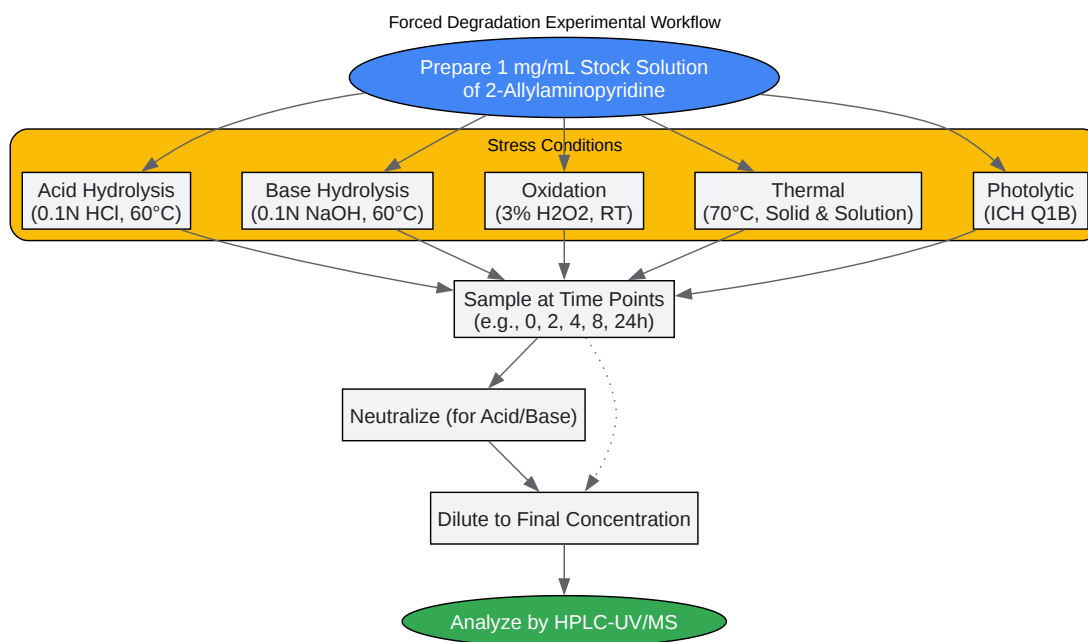 Forced Degradation Experimental Workflow
Prepare 1 mg/mL Stock Solution
of 2-Allylaminopyridine
Stress Conditions
Acid Hydrolysis
(0.1N HCl, 60°C)
Base Hydrolysis
(0.1N NaOH, 60°C)
Oxidation
(3% H2O2, RT)
Thermal
(70°C, Solid & Solution)
Photolytic
(ICH Q1B)
Sample at Time Points
(e.g., 0, 2, 4, 8, 24h)
Neutralize (for Acid/Base)
Dilute to Final Concentration
Analyze by HPLC-UV/MS